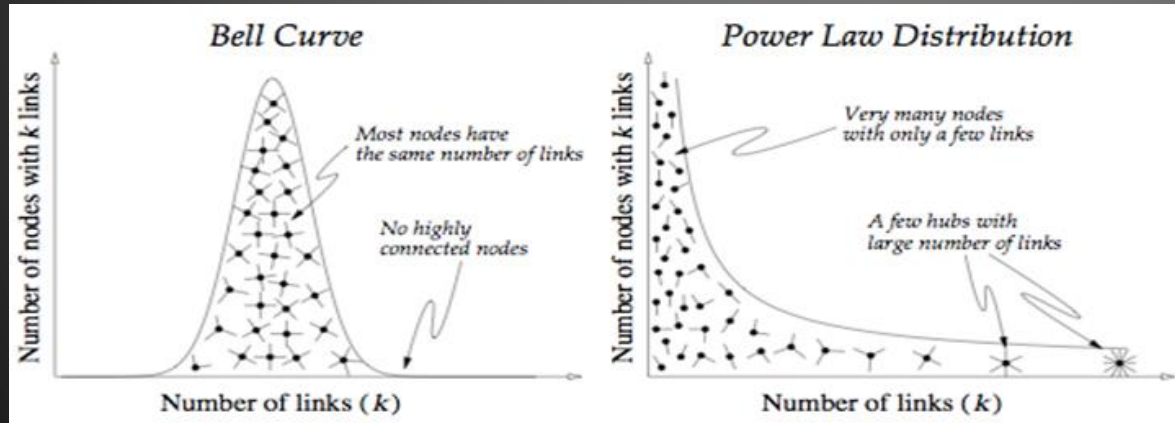 Bell Curve
Number of nodes with k links
Most nodes have
the same number of links
No highly
connected nodes
Number of links (k)
Power Law Distribution
Number of nodes with k links
Very many nodes
with only a few links
A few hubs with
large number of links
Number of links (k)